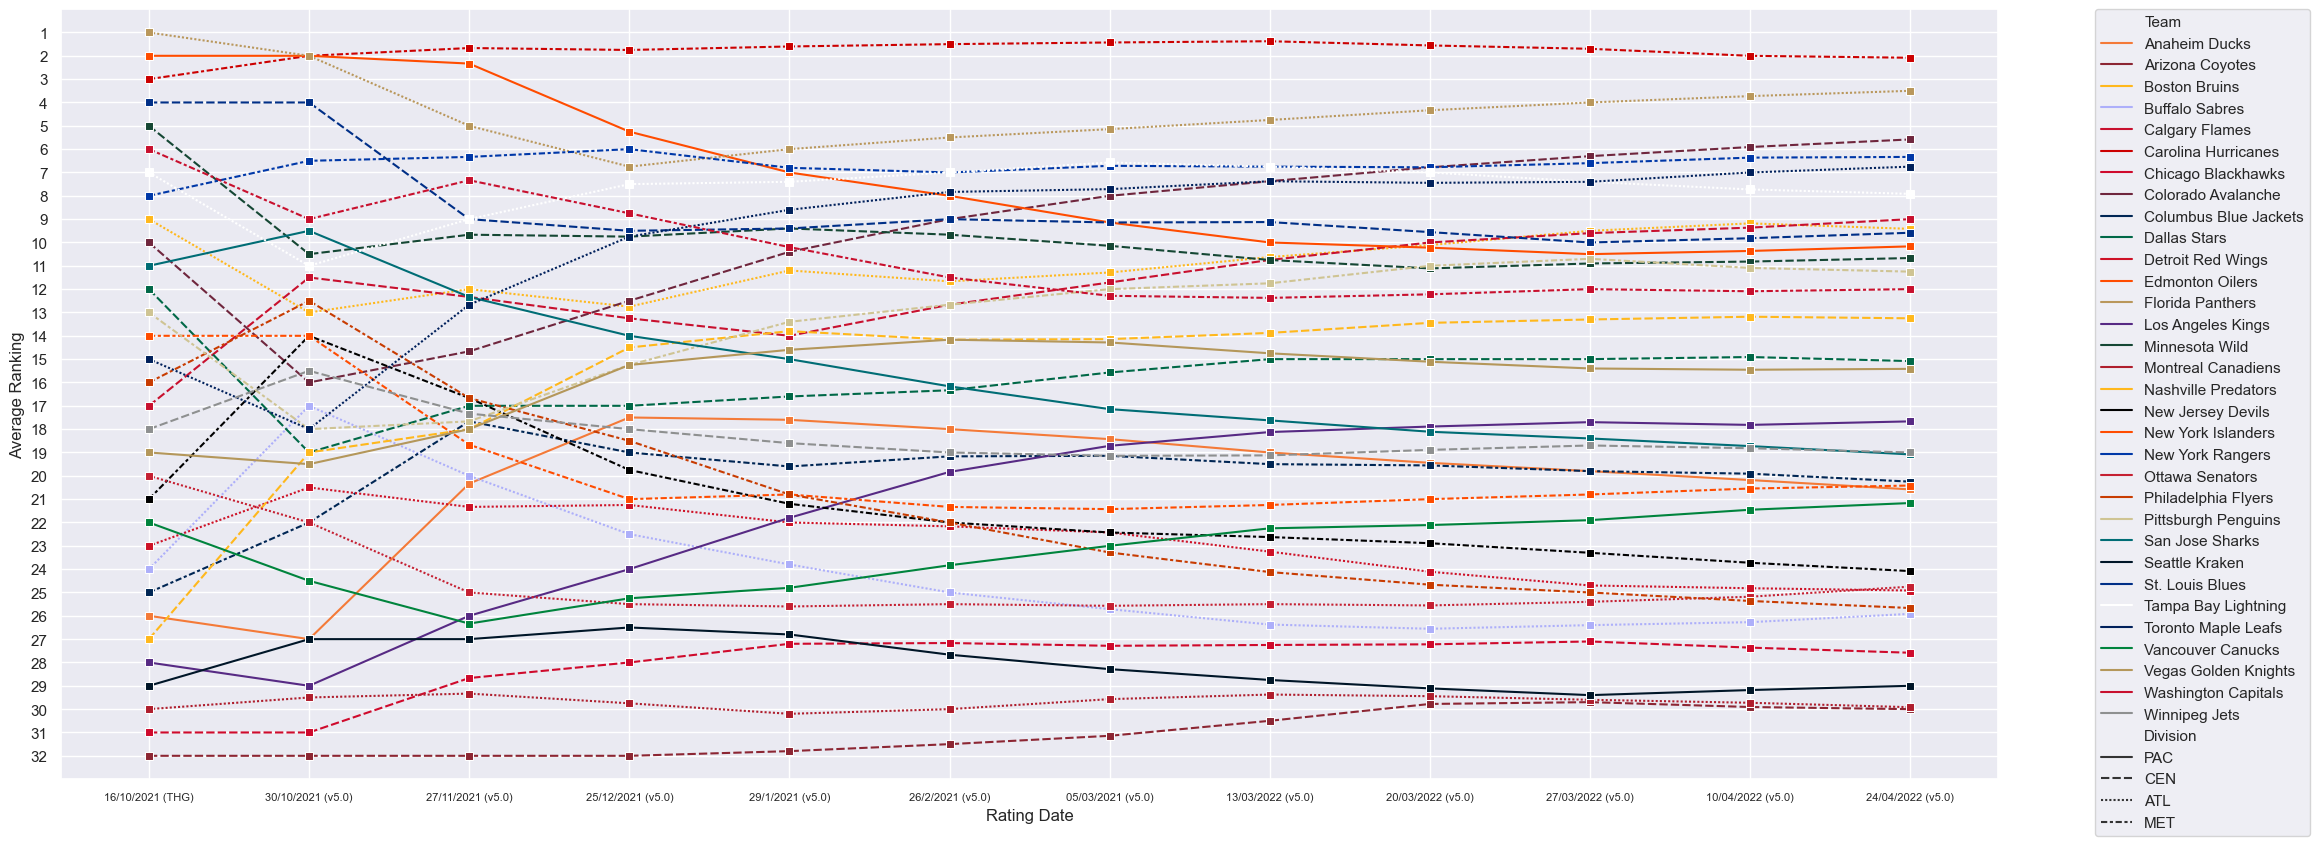 1
2
3
4
5
6
7
8
9
10
11
12
13
14
15
16
17
18
19
20
21
22
23
24
25
26
27
28
29
30
31
32
Average Ranking
16/10/2021 (THG) 30/10/2021 (v5.0) 27/11/2021 (v5.0) 25/12/2021 (v5.0) 29/1/2021 (v5.0) 26/2/2021 (v5.0) 05/03/2021 (v5.0) 13/03/2022 (v5.0) 20/03/2022 (v5.0) 27/03/2022 (v5.0) 10/04/2022 (v5.0) 24/04/2022 (v5.0)
Rating Date
Team
Anaheim Ducks
Arizona Coyotes
Boston Bruins
Buffalo Sabres
Calgary Flames
Carolina Hurricanes
Chicago Blackhawks
Colorado Avalanche
Columbus Blue Jackets
Dallas Stars
Detroit Red Wings
Edmonton Oilers
Florida Panthers
Los Angeles Kings
Minnesota Wild
Montreal Canadiens
Nashville Predators
New Jersey Devils
New York Islanders
New York Rangers
Ottawa Senators
Philadelphia Flyers
Pittsburgh Penguins
San Jose Sharks
Seattle Kraken
St. Louis Blues
Tampa Bay Lightning
Toronto Maple Leafs
Vancouver Canucks
Vegas Golden Knights
Washington Capitals
Winnipeg Jets
Division
PAC
CEN
ATL
MET